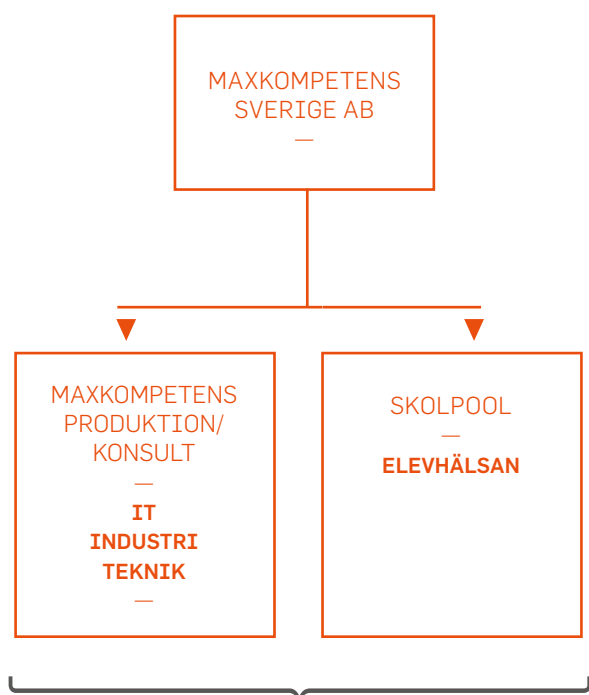 MAXKOMPETENS
SVERIGE AB
—
MAXKOMPETENS
PRODUKTION/
KONSULT
—
IT
INDUSTRI
TEKNIK
—
SKOLPOOL
—
ELEVHÄLSAN